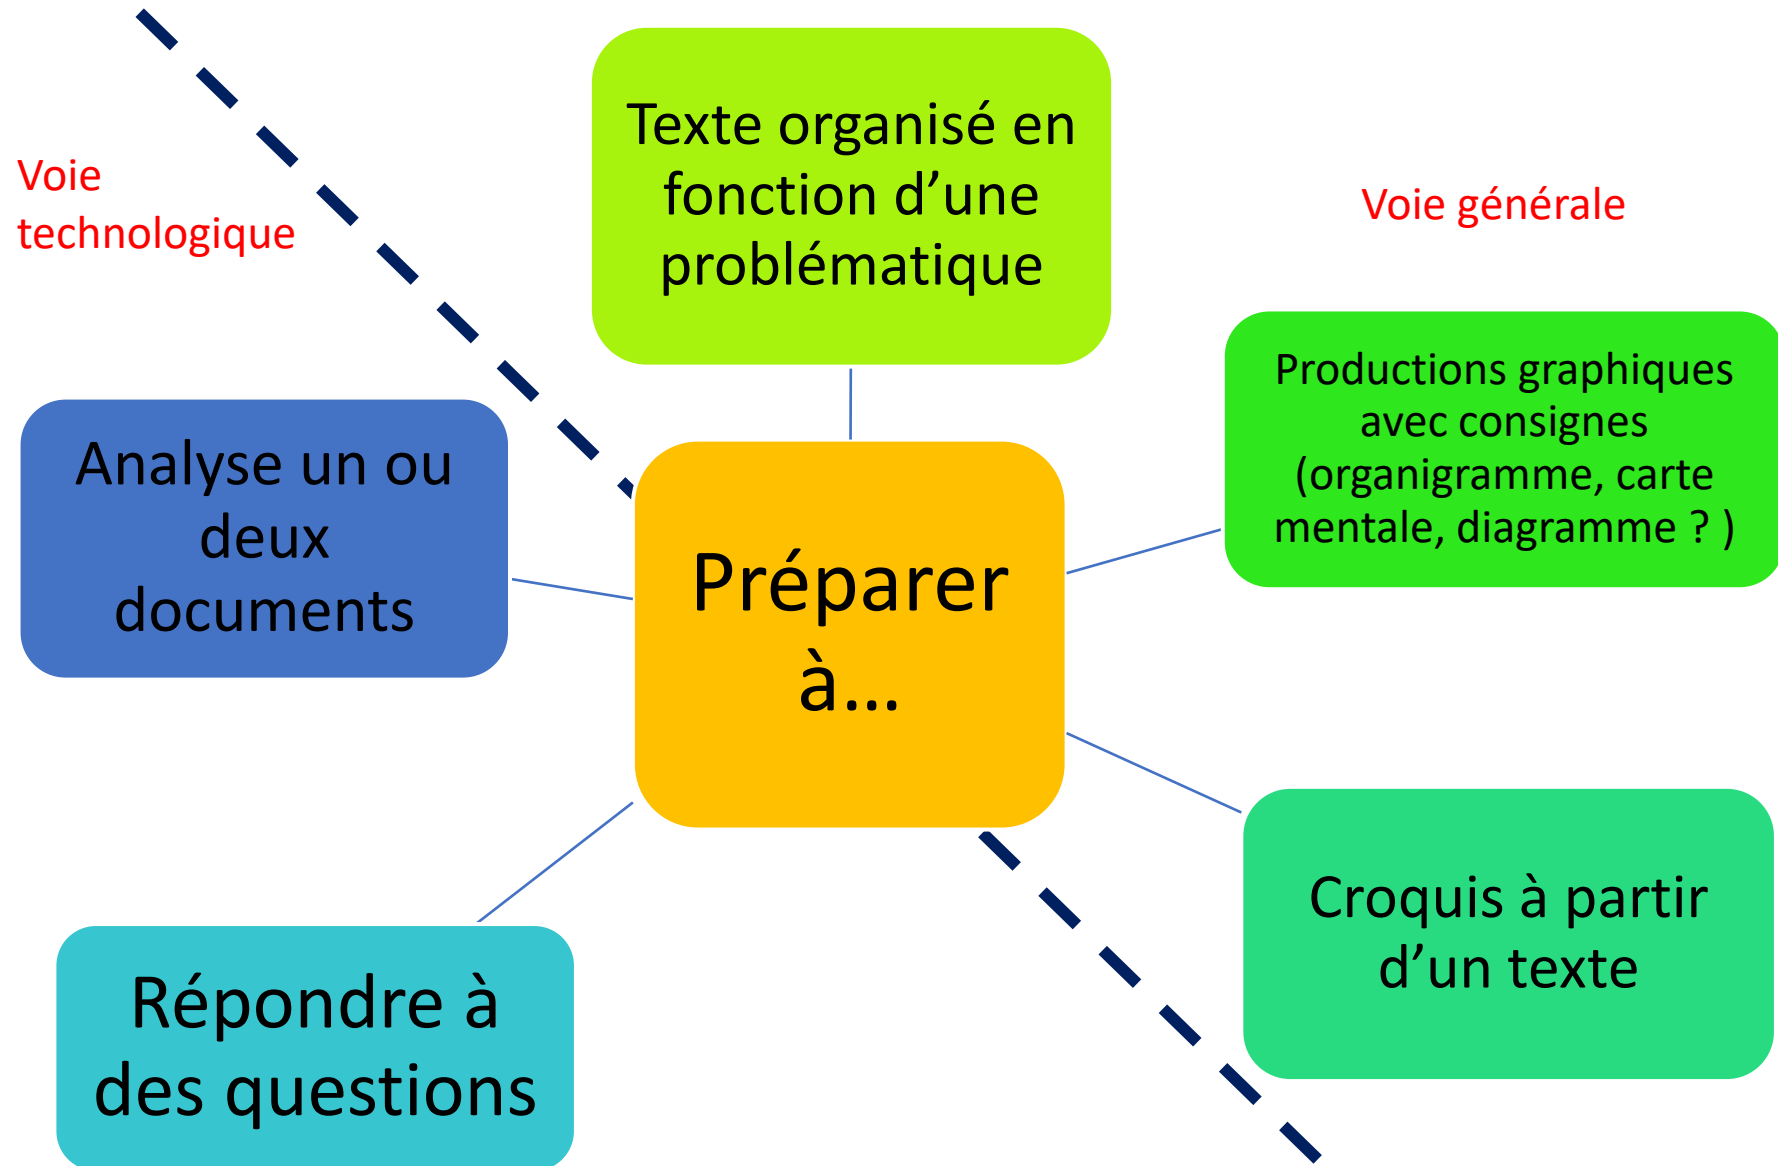 Voie
technologique
Texte organisé en
fonction d’une
problématique
Voie générale
Productions graphiques
avec consignes
(organigramme, carte
mentale, diagramme ? )
Analyse un ou
deux
documents
Préparer
à…
Croquis à partir
d’un texte
Répondre à
des questions